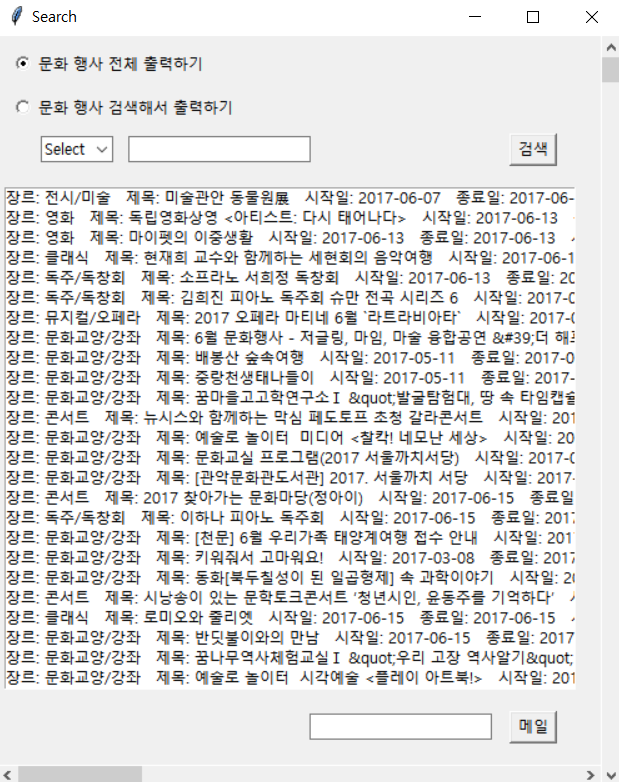 Search
문화 행사 전체 출력하기
문화 행사 검색해서 출력하기
Select 검색
장르: 전시/미술 제목: 미술관안 동물원展 시작일: 2017-06-07 종료일: 2017-06-
장르: 영화 제목: 독립영화상영 <아티스트: 다시 태어나다> 시작일: 2017-06-13
장르: 영화 제목: 마이펫의 이중생활 시작일: 2017-06-13 종료일: 2017-06-13
장르: 클래식 제목: 현재희 교수와 함께하는 세현회의 음악여행 시작일: 2017-06-1
장르: 독주/독창회 제목: 소프라노 서희정 독창회 시작일: 2017-06-13 종료일: 20
장르: 독주/독창회 제목: 김희진 피아노 독주회 슈만 전곡 시리즈 6 시작일: 2017-0
장르: 뮤지컬/오페라 제목: 2017 오페라 마티네 6월 `라트라비아타` 시작일: 2017-0
장르: 문화교양/강좌 제목: 6월 문화행사 - 저글링, 마임, 마술 융합공연 &#39;더 해프
장르: 문화교양/강좌 제목: 배봉산 숲속여행 시작일: 2017-05-11 종료일: 2017-
장르: 문화교양/강좌 제목: 중랑천생태나들이 시작일: 2017-05-11 종료일: 2017-
장르: 문화교양/강좌 제목: 꿈마을고고학연구소Ⅰ &quot;발굴탐험대, 땅 속 타임캡슐
장르: 콘서트 제목: 뉴시스와 함께하는 막심 페도토프 초청 갈라콘서트 시작일: 2017-
장르: 문화교양/강좌 제목: 예술로 놀이터 미디어 <찰칵! 네모난 세상> 시작일: 2017-
장르: 문화교양/강좌 제목: 문화교실 프로그램(2017 서울까치서당) 시작일: 2017-0
장르: 문화교양/강좌 제목: [관악문화관도서관] 2017. 서울까치 서당 시작일: 2017-
장르: 콘서트 제목: 2017 찾아가는 문화마당(정아이) 시작일: 2017-06-15 종료일
장르: 독주/독창회 제목: 이하나 피아노 독주회 시작일: 2017-06-15 종료일: 2017
장르: 문화교양/강좌 제목: [천문] 6월 우리가족 태양계여행 접수 안내 시작일: 2017
장르: 문화교양/강좌 제목: 키워줘서 고마워요! 시작일: 2017-03-08 종료일: 2017-
장르: 문화교양/강좌 제목: 동화[북두칠성이 된 일곱형제] 속 과학이야기 시작일: 20
장르: 콘서트 제목: 시낭송이 있는 문학토크콘서트 '청년시인, 윤동주를 기억하다'
장르: 클래식 제목: 로미오와 줄리엣 시작일: 2017-06-15 종료일: 2017-06-15
장르: 문화교양/강좌 제목: 반딧불이와의 만남 시작일: 2017-06-15 종료일: 2017-
장르: 문화교양/강좌 제목: 꿈나무역사체험교실Ⅰ &quot;우리 고장 역사알기&quot;
장르: 문화교양/강좌 제목: 예술로 놀이터 시각예술 <플레이 아트북!> 시작일: 201
메일